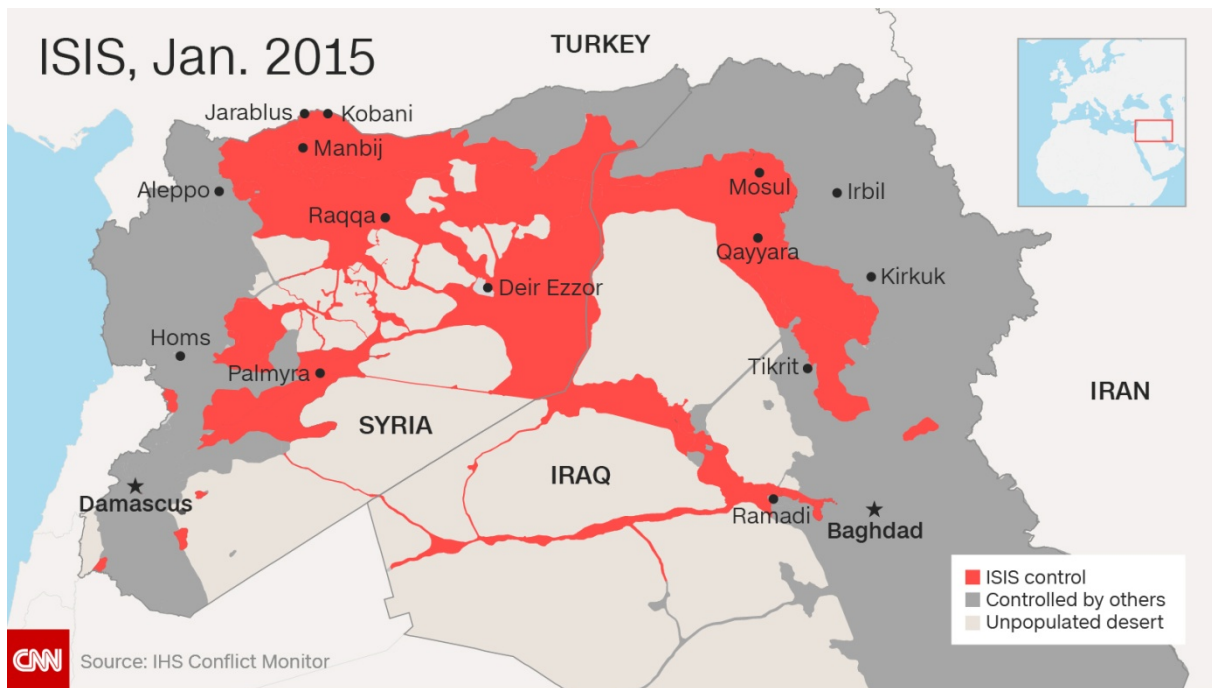 ISIS, Jan. 2015
TURKEY
Jarablus
Kobani
Manbij
Aleppo
Mosul
Irbil
Raqqa
Qayyara
Kirkuk
Deir Ezzor
Homs
Tikrit
Palmyra
IRAN
SYRIA
IRAQ
Damascus
Ramadi
Baghdad
ISIS control
Controlled by others
Unpopulated desert
CNN
Source: IHS Conflict Monitor